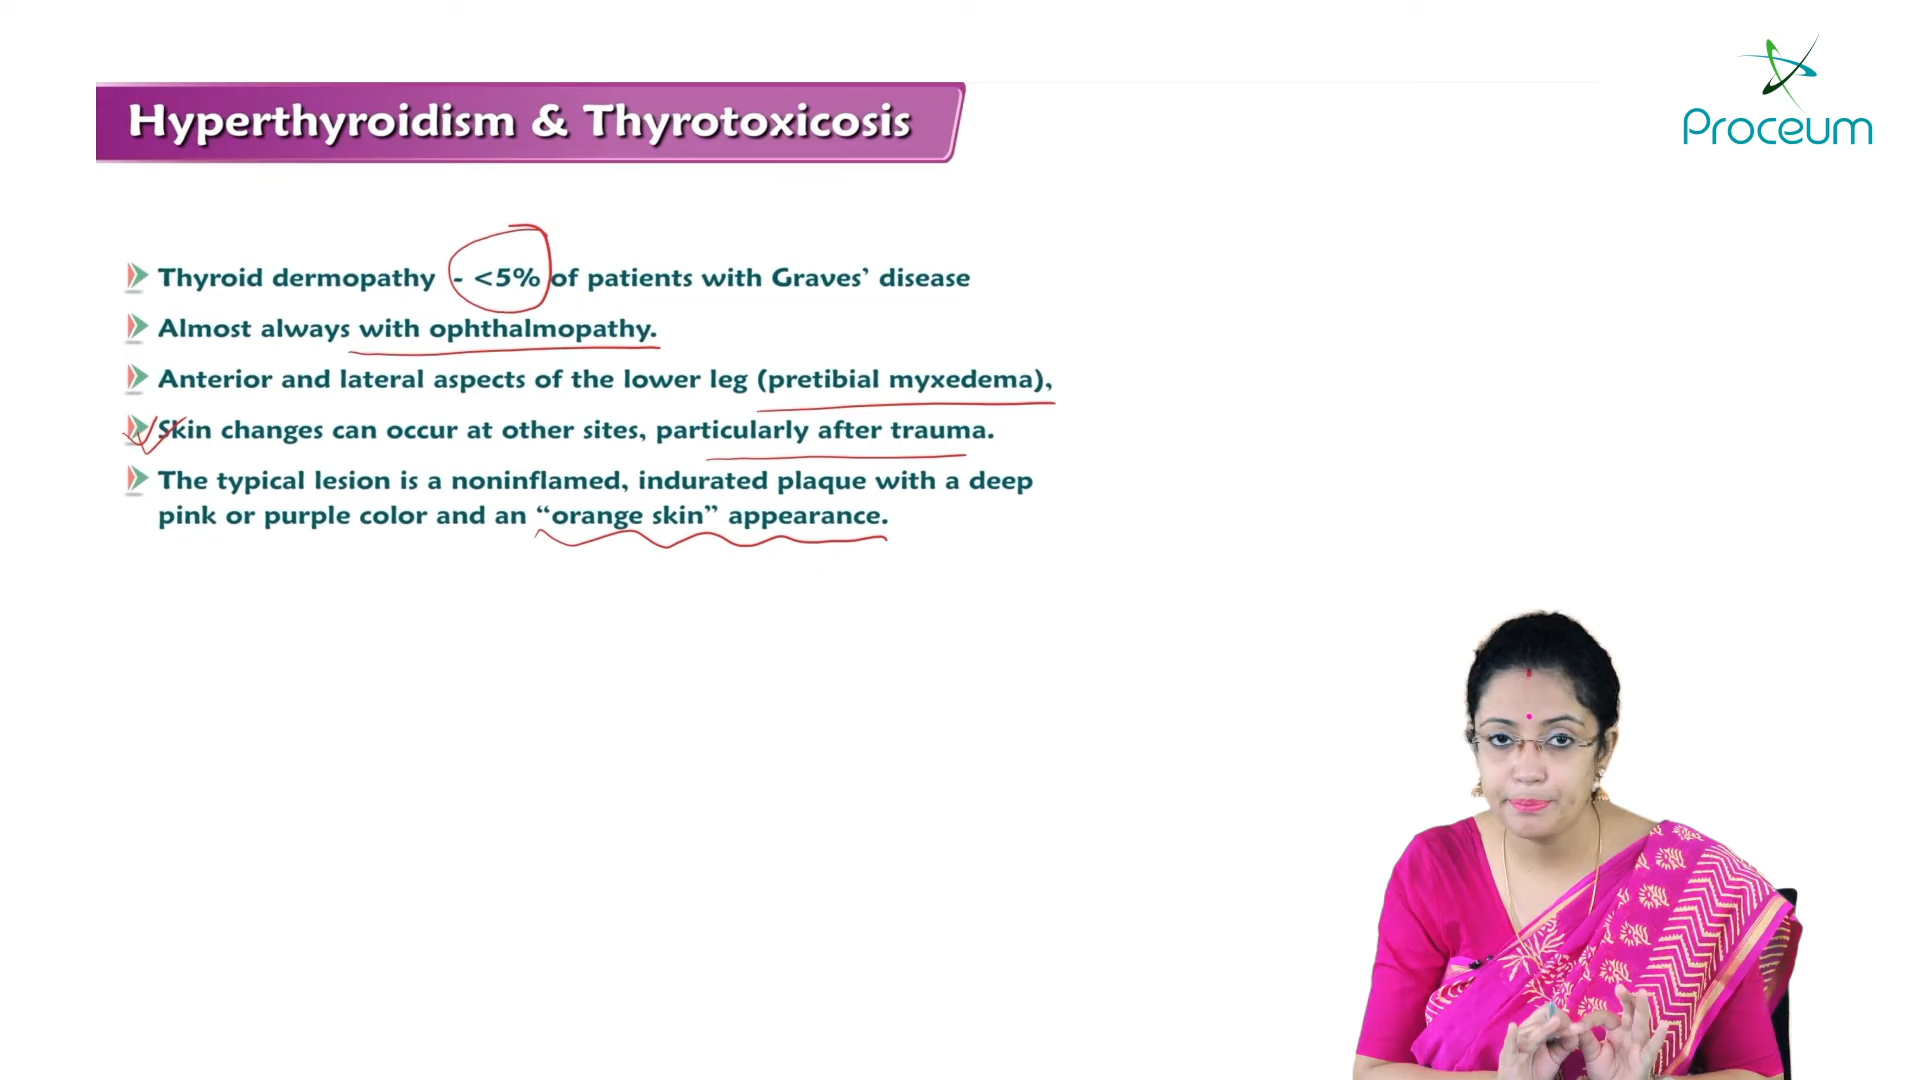 Hyperthyroidism & Thyrotoxicosis
Proceum
Thyroid dermopathy - <5% of patients with Graves’ disease
Almost always with ophthalmopathy.
Anterior and lateral aspects of the lower leg (pretibial myxedema),
Skin changes can occur at other sites, particularly after trauma.
The typical lesion is a noninflamed, indurated plaque with a deep
pink or purple color and an “orange skin” appearance.